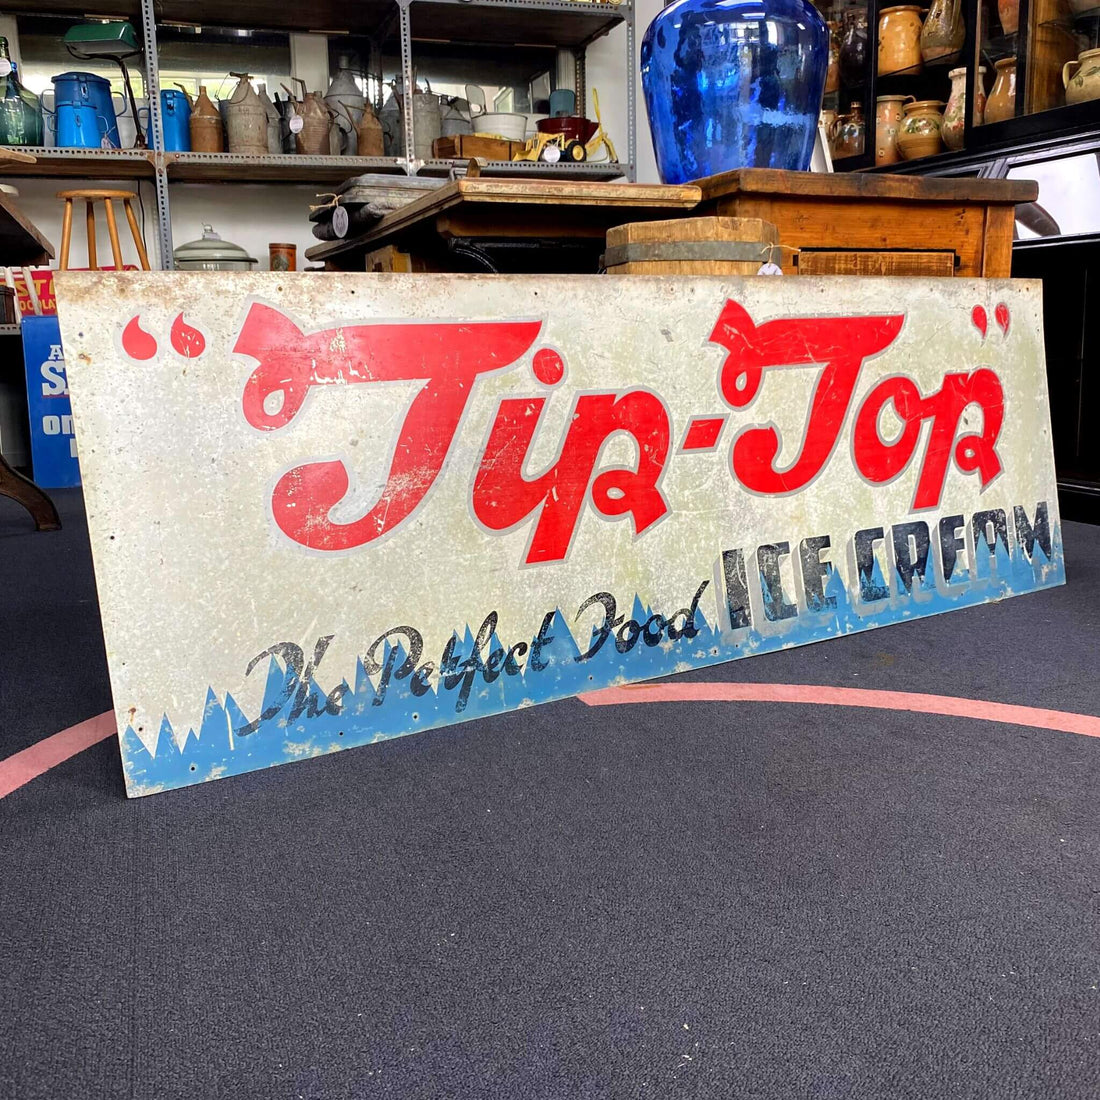 "Tip-Top"
The Perfect Food ICE CREAM